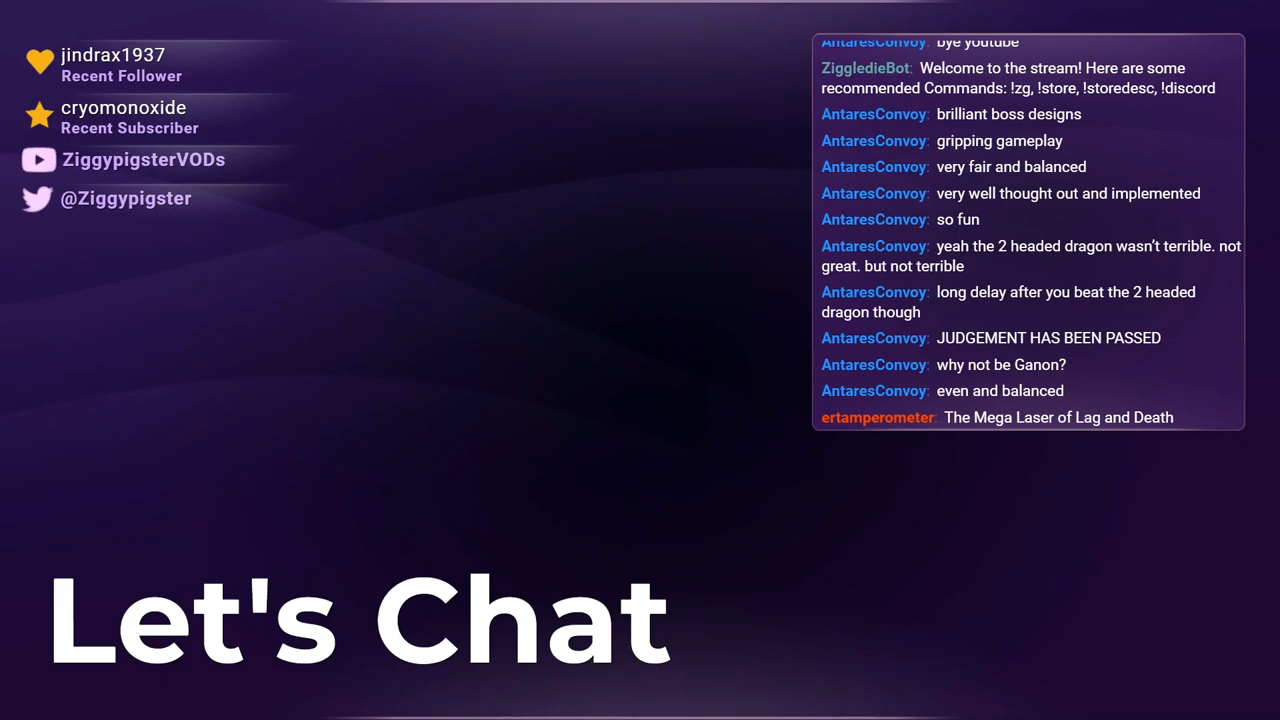 jindrax1937
Recent Follower
cryomonoxide
Recent Subscriber
ZiggypigsterVODs
@Ziggypigster
AntaresConvoy: bye youtube
ZiggledieBot: Welcome to the stream! Here are some
recommended Commands: !zg, !store, !storedesc, !discord
AntaresConvoy: brilliant boss designs
AntaresConvoy: gripping gameplay
AntaresConvoy: very fair and balanced
AntaresConvoy: very well thought out and implemented
AntaresConvoy: so fun
AntaresConvoy: yeah the 2 headed dragon wasn’t terrible. not
great. but not terrible
AntaresConvoy: long delay after you beat the 2 headed
dragon though
AntaresConvoy: JUDGEMENT HAS BEEN PASSED
AntaresConvoy: why not be Ganon?
AntaresConvoy: even and balanced
ertamperometer: The Mega Laser of Lag and Death
Let's Chat